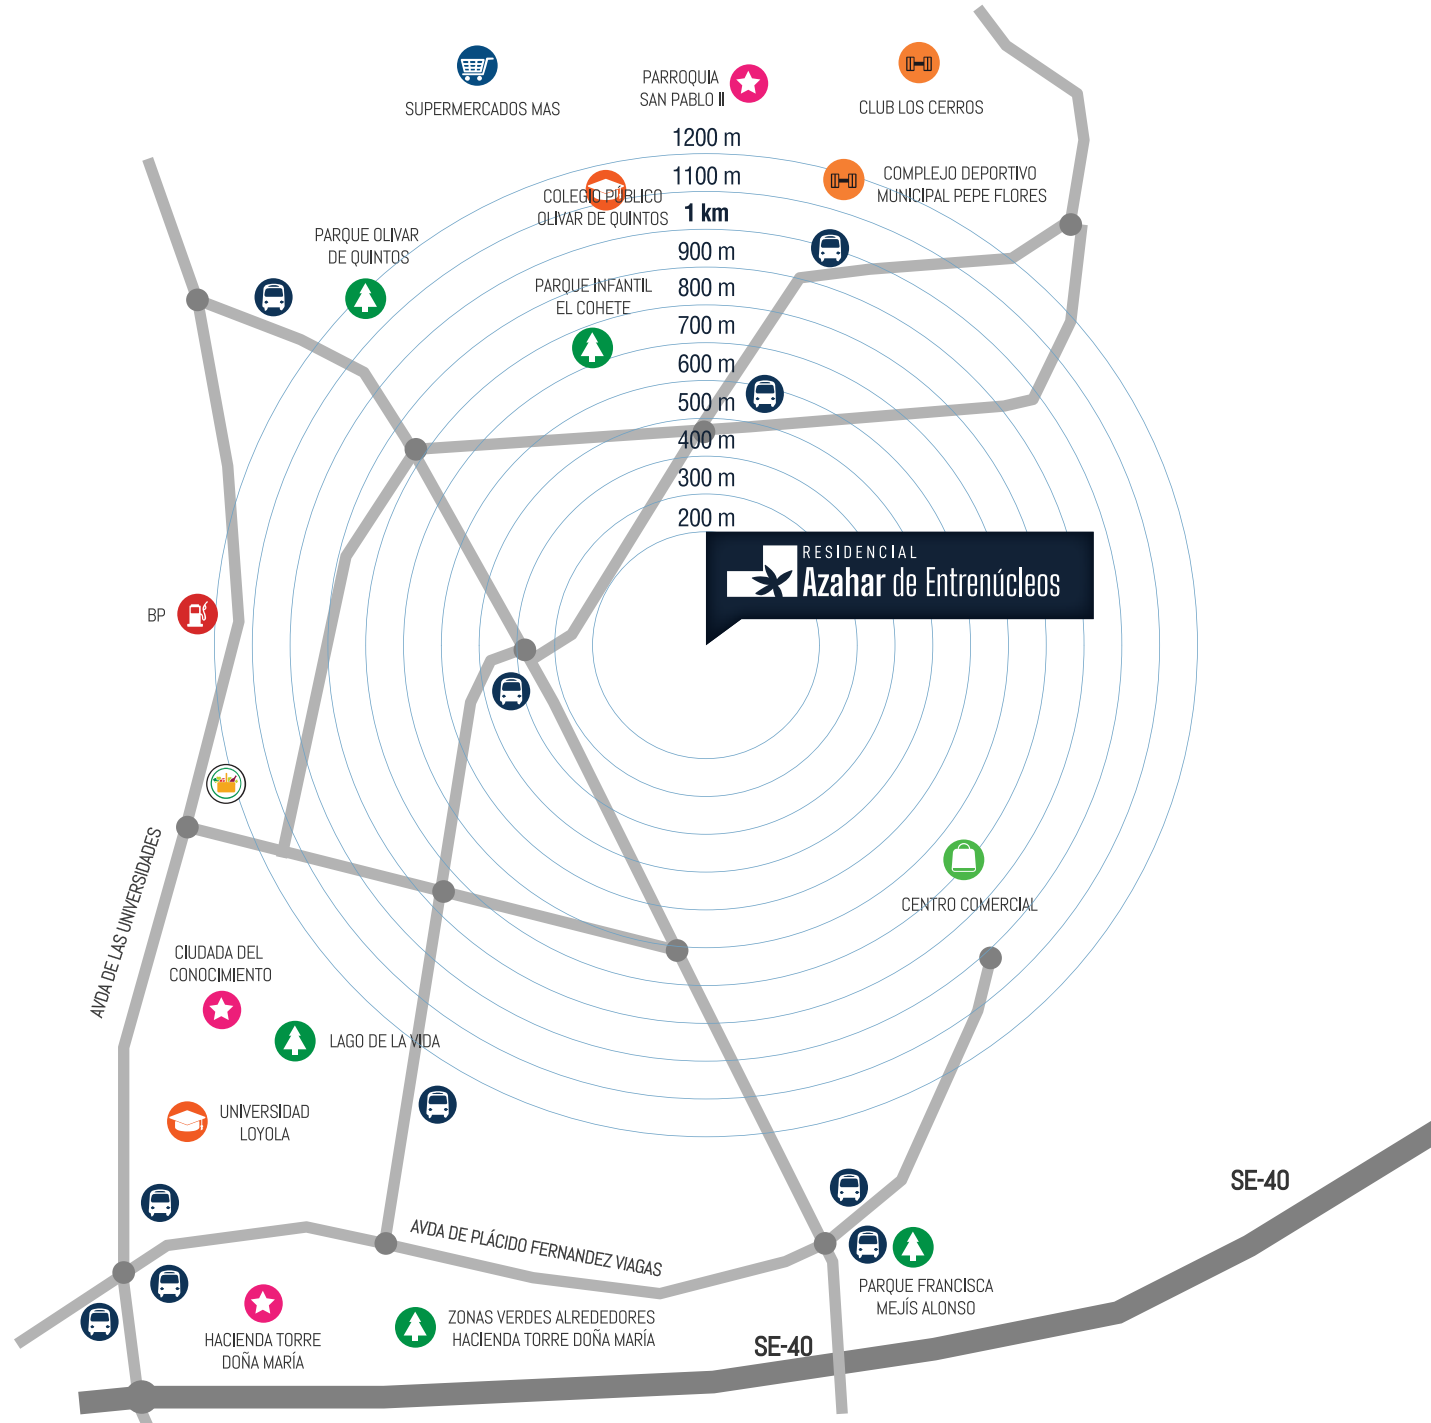 PARROQUIA
SAN PABLO II
SUPERMERCADOS MAS
CLUB LOS CERROS
1200 m
1100 m
1 km
900 m
800 m
700 m
600 m
500 m
400 m
300 m
200 m
COMPLEJO DEPORTIVO
MUNICIPAL PEPE FLORES
COLEGIO PÚBLICO
OLIVAR DE QUINTOS
PARQUE OLIVAR
DE QUINTOS
PARQUE INFANTIL
EL COHETE
RESIDENCIAL
Azahar de Entrenúcleos
BP
AVDA DE LAS UNIVERSIDADES
CENTRO COMERCIAL
CIUDADA DEL
CONOCIMIENTO
LAGO DE LA VIDA
UNIVERSIDAD
LOYOLA
SE-40
AVDA DE PLÁCIDO FERNANDEZ VIAGAS
PARQUE FRANCISCA
MEJÍS ALONSO
HACIENDA TORRE
DOÑA MARÍA
ZONAS VERDES ALREDEDORES
HACIENDA TORRE DOÑA MARÍA
SE-40